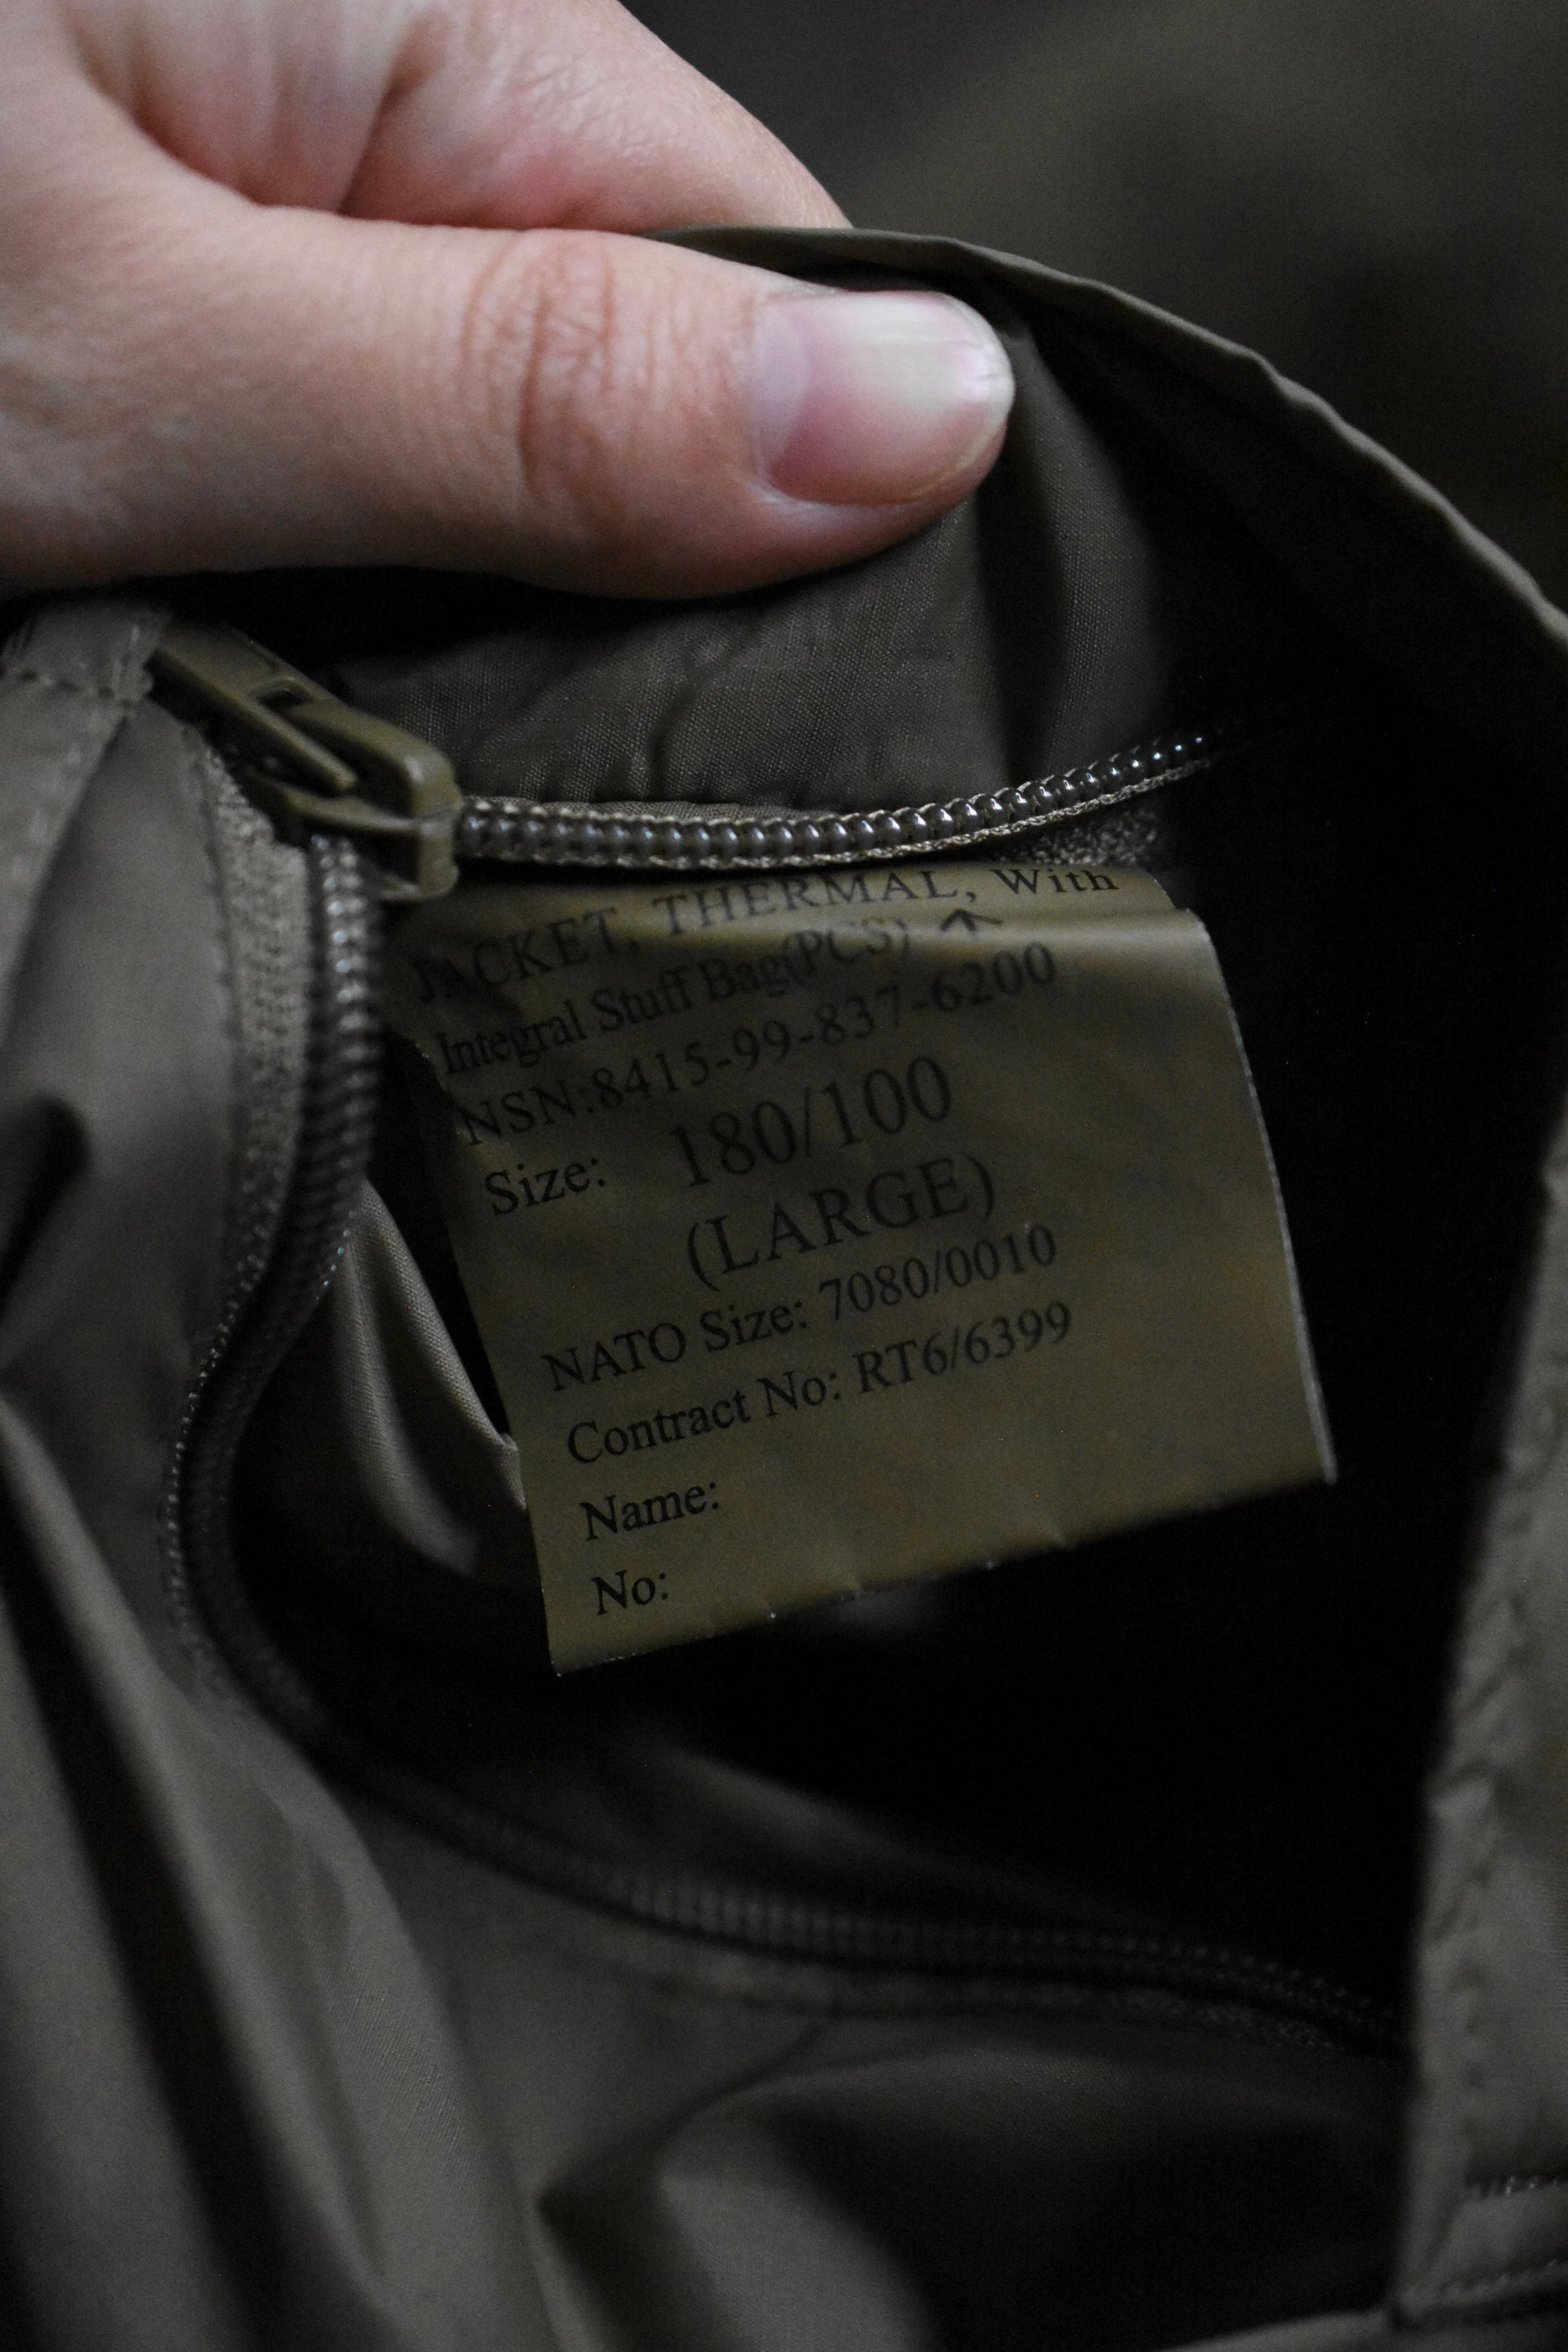 JACKET, THERMAL, With
Integral Stuff Bag(PCS) ↑
NSN:8415-99-837-6200
Size: 180/100
(LARGE)
NATO Size: 7080/0010
Contract No: RT6/6399
Name:
No: